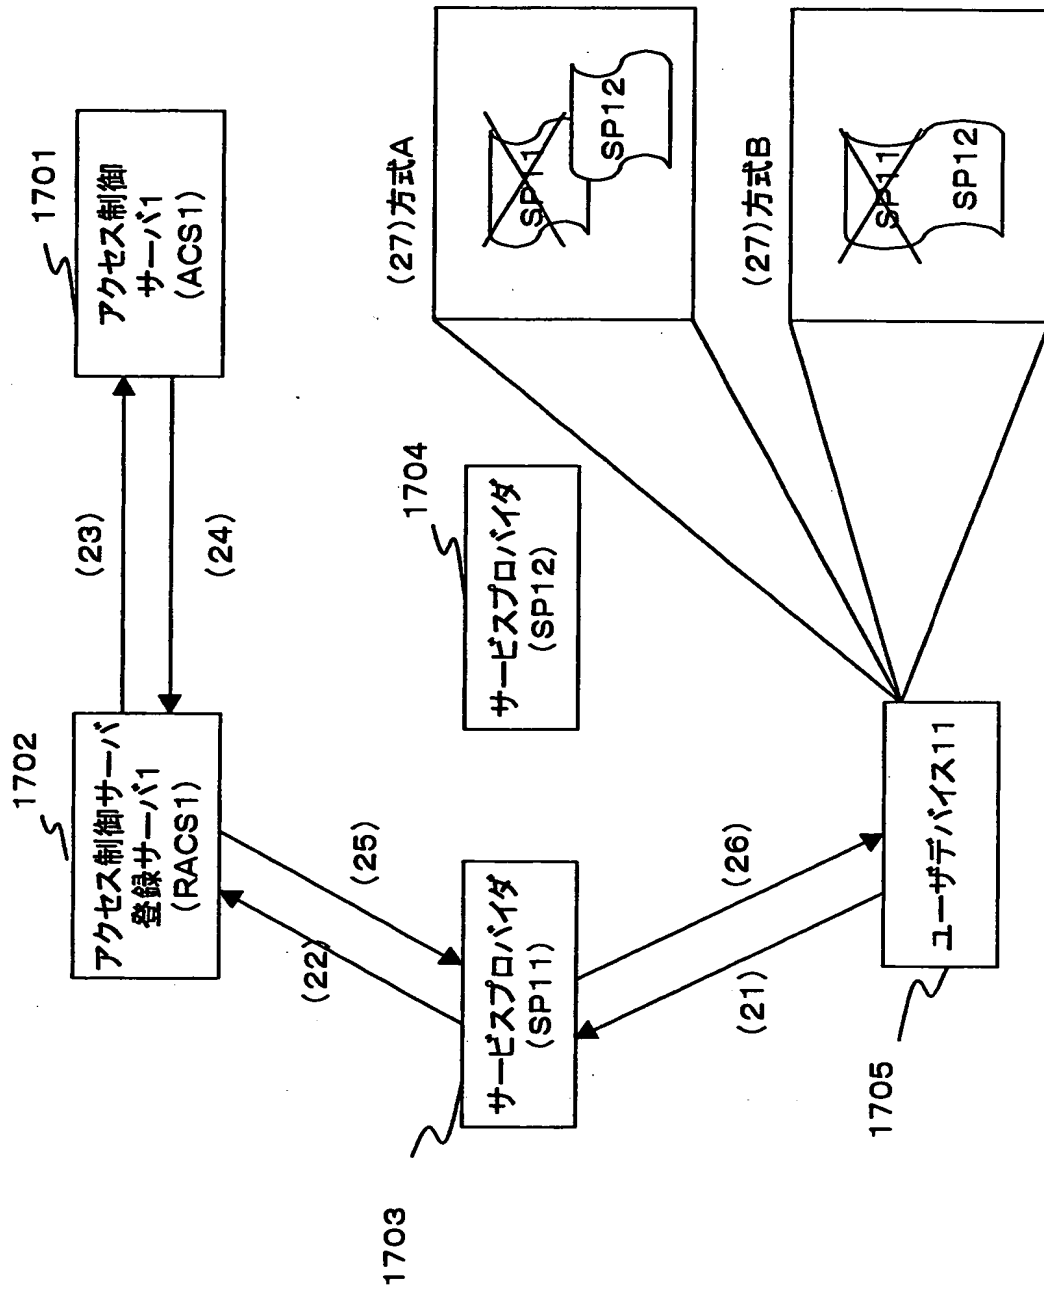 1701
アクセス制御
サーバ1
(ACS1)
(23)
(24)
1702
アクセス制御サーバ
登録サーバ1
(RACS1)
(22)
(25)
1703
サービスプロバイダ
(SP11)
1704
サービスプロバイダ
(SP12)
(21)
(26)
1705
ユーザデバイス11
(27)方式A
SP11
SP12
(27)方式B
SP11
SP12